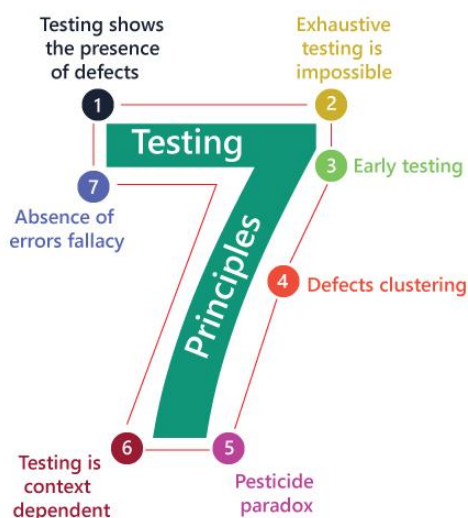 Testing shows
the presence
of defects
Exhaustive
testing is
impossible
1
2
Testing
3
Early testing
7
Absence of
errors fallacy
Principles
4
Defects clustering
6
5
Testing is
context
dependent
Pesticide
paradox